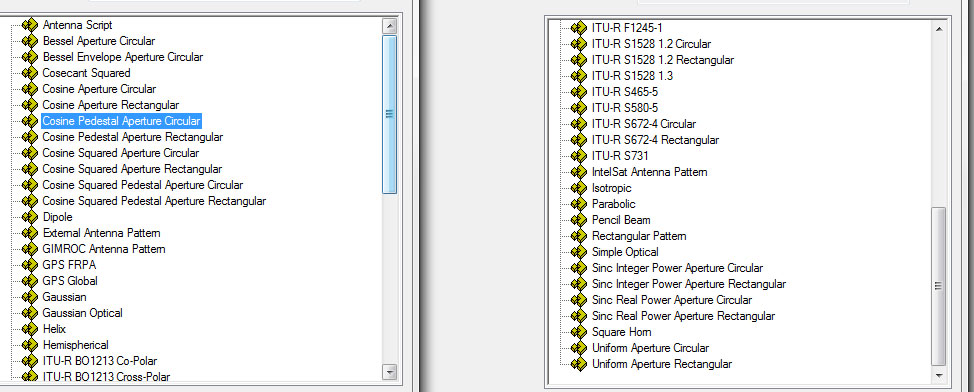 Antenna Script
Bessel Aperture Circular
Bessel Envelope Aperture Circular
Cosecant Squared
Cosine Aperture Circular
Cosine Aperture Rectangular
Cosine Pedestal Aperture Circular
Cosine Pedestal Aperture Rectangular
Cosine Squared Aperture Circular
Cosine Squared Aperture Rectangular
Cosine Squared Pedestal Aperture Circular
Cosine Squared Pedestal Aperture Rectangular
Dipole
External Antenna Pattern
GIMROC Antenna Pattern
GPS FRPA
GPS Global
Gaussian
Gaussian Optical
Helix
Hemispherical
ITU-R BO1213 Co-Polar
ITU-R BO1213 Cross-Polar
ITU-R F1245-1
ITU-R S1528 1.2 Circular
ITU-R S1528 1.2 Rectangular
ITU-R S1528 1.3
ITU-R S465-5
ITU-R S580-5
ITU-R S672-4 Circular
ITU-R S672-4 Rectangular
ITU-R S731
IntelSat Antenna Pattern
Isotropic
Parabolic
Pencil Beam
Rectangular Pattern
Simple Optical
Sinc Integer Power Aperture Circular
Sinc Integer Power Aperture Rectangular
Sinc Real Power Aperture Circular
Sinc Real Power Aperture Rectangular
Square Horn
Uniform Aperture Circular
Uniform Aperture Rectangular